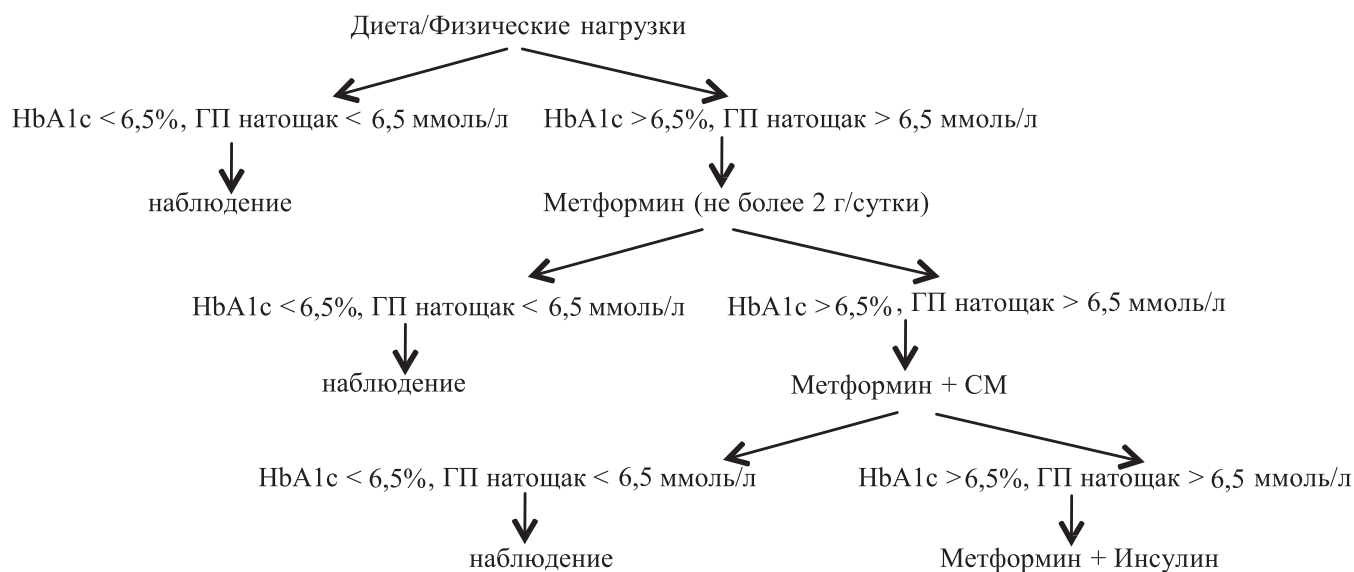 Диета/Физические нагрузки
HbA1c < 6,5%, ГП натощак < 6,5 ммоль/л
HbA1c > 6,5%, ГП натощак > 6,5 ммоль/л
наблюдение
Метформин (не более 2 г/сутки)
HbA1c < 6,5%, ГП натощак < 6,5 ммоль/л
HbA1c > 6,5%, ГП натощак > 6,5 ммоль/л
наблюдение
Метформин + СМ
HbA1c < 6,5%, ГП натощак < 6,5 ммоль/л
HbA1c > 6,5%, ГП натощак > 6,5 ммоль/л
наблюдение
Метформин + Инсулин